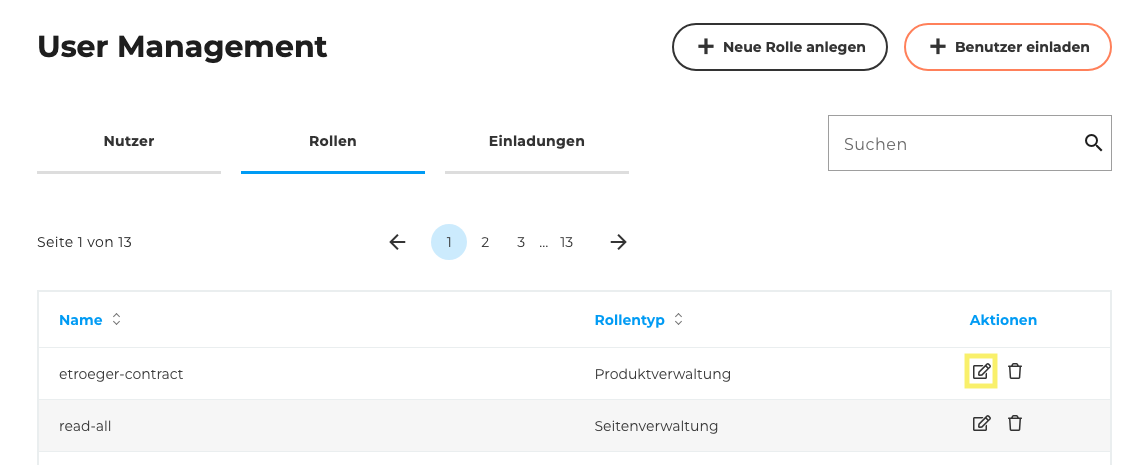 User Management
Neue Rolle anlegen
Benutzer einladen
Nutzer
Rollen
Einladungen
Suchen
Seite 1 von 13
1 2 3 ... 13
Name Rollentyp Aktionen
etroeger-contract Produktverwaltung
read-all Seitenverwaltung